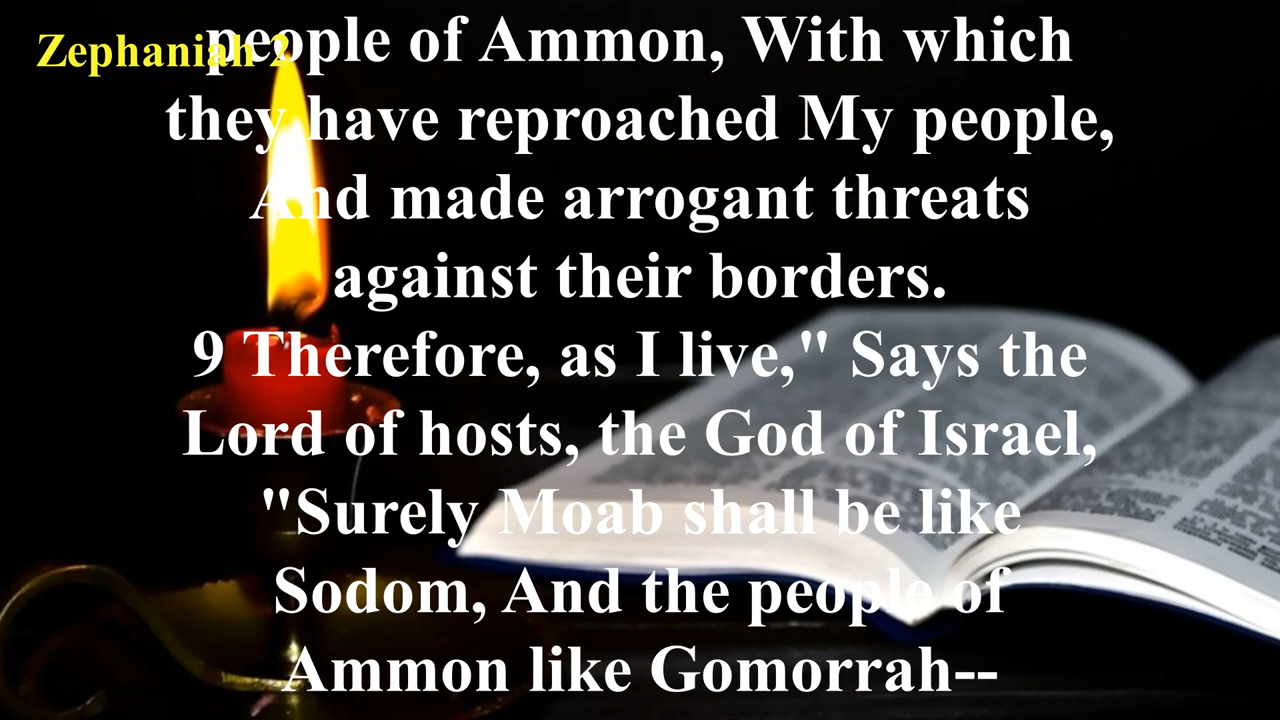 Zephaniah 2
people of Ammon, With which
they have reproached My people,
And made arrogant threats
against their borders.
9 Therefore, as I live," Says the
Lord of hosts, the God of Israel,
"Surely Moab shall be like
Sodom, And the people of
Ammon like Gomorrah--